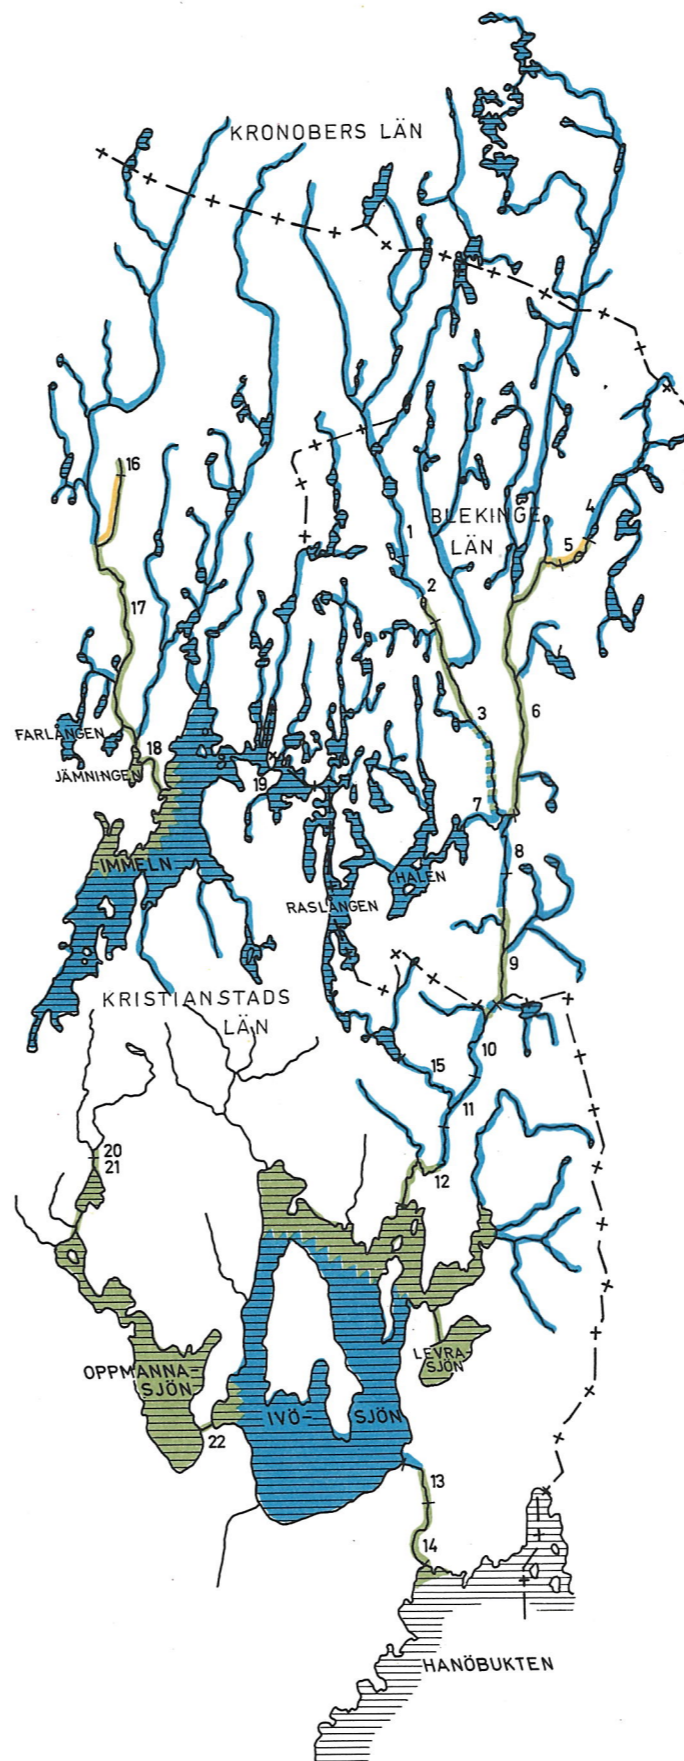 KRONOBERS LÄN
16
1
BLEKINGE
LÄN
4
5
2
17
3
6
FARLÅNGEN
18
JÄMNINGEN
19
7
8
IMMELN
HALEN
RASLÅNGEN
9
KRISTIANSTADS
LÄN
10
15
11
20
21
12
OPPMANNA-
SJÖN
LEVRA-
SJÖN
IVÖ-SJÖN
22
13
14
HANÖBUKTEN